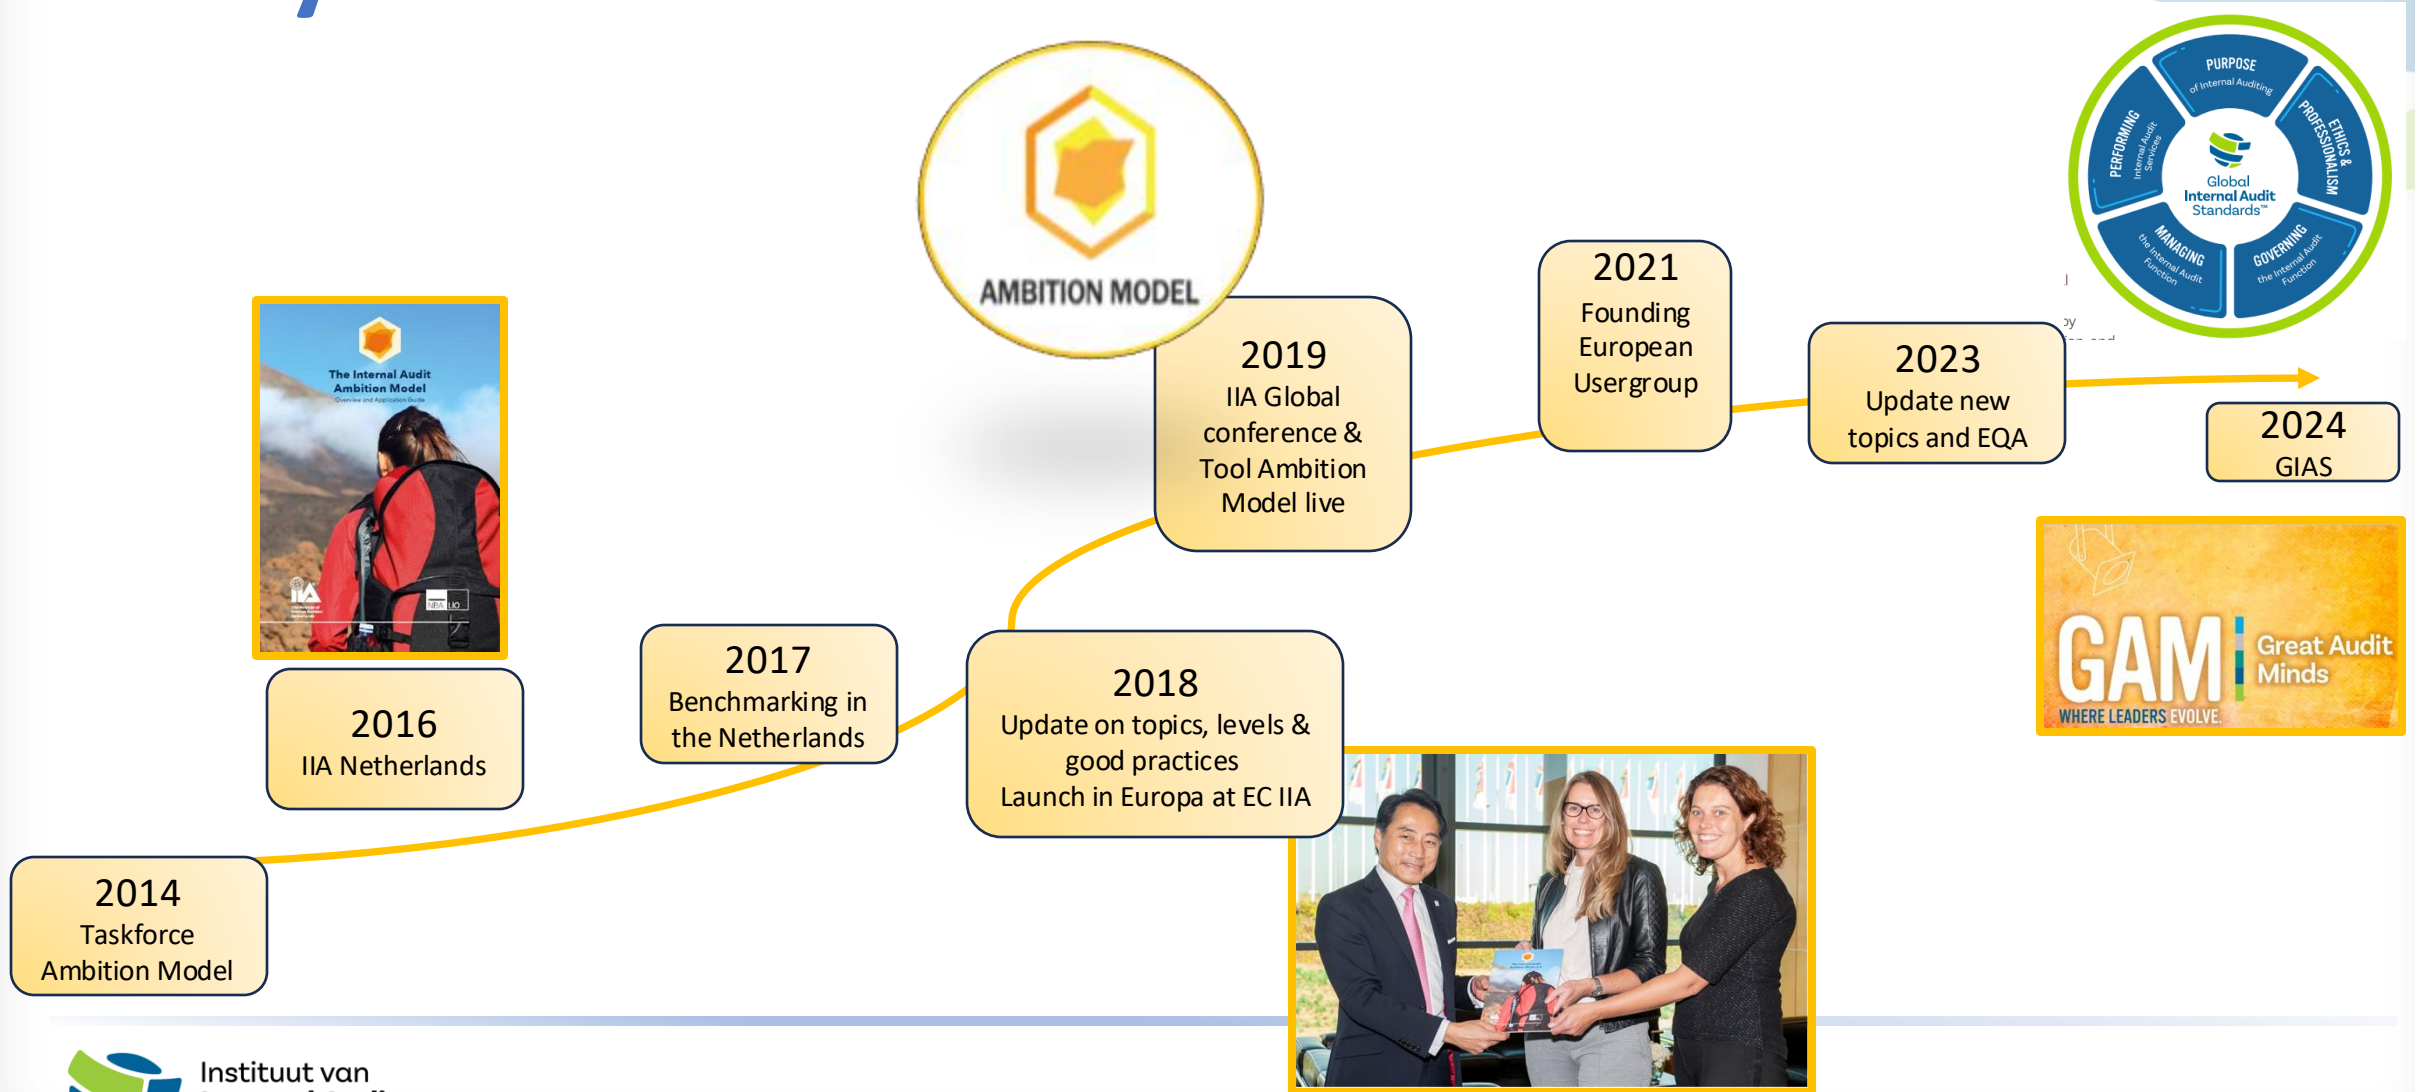 AMBITION MODEL
PURPOSE
of Internal Auditing
ETHICS &
PROFESSIONALISM
GOVERNING
the Internal Audit
Function
MANAGING
the Internal Audit
Function
PERFORMING
Internal Audit
Services
Global
Internal Audit
Standards™
The Internal Audit
Ambition Model
Overview and Application Guide
IIA
NBA LIO
2014
Taskforce
Ambition Model
2016
IIA Netherlands
2017
Benchmarking in
the Netherlands
2018
Update on topics, levels &
good practices
Launch in Europa at EC IIA
2019
IIA Global
conference &
Tool Ambition
Model live
2021
Founding
European
Usergroup
2023
Update new
topics and EQA
2024
GIAS
by
GAM
Great Audit
Minds
WHERE LEADERS EVOLVE.
Instituut van